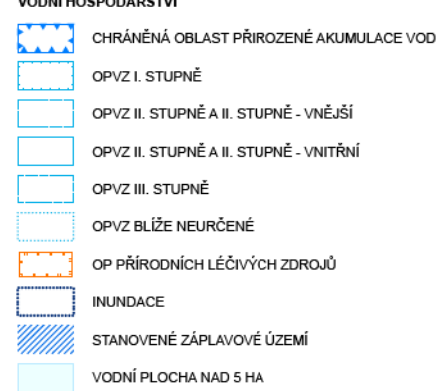 VODNÍ HOSPODÁŘSTVÍ
CHRÁNĚNÁ OBLAST PŘIROZENÉ AKUMULACE VOD
OPVZ I. STUPNĚ
OPVZ II. STUPNĚ A II. STUPNĚ - VNĚJŠÍ
OPVZ II. STUPNĚ A II. STUPNĚ - VNITŘNÍ
OPVZ III. STUPNĚ
OPVZ BLÍŽE NEURČENÉ
OP PŘÍRODNÍCH LÉČIVÝCH ZDROJŮ
INUNDACE
STANOVENÉ ZÁPLAVOVÉ ÚZEMÍ
VODNÍ PLOCHA NAD 5 HA